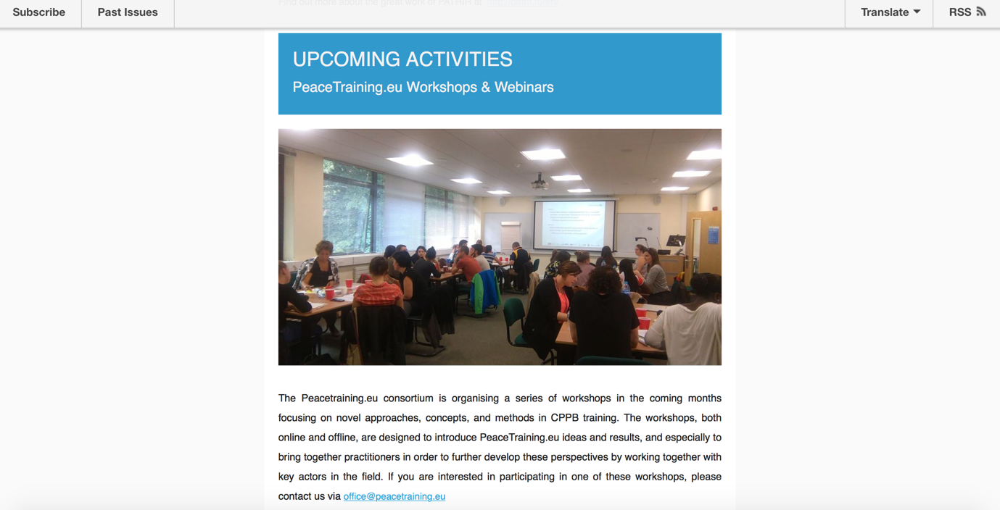 Subscribe
Past Issues
Translate
RSS
Find out more about the great work of PATRIR at
UPCOMING ACTIVITIES
PeaceTraining.eu Workshops & Webinars
The Peacetraining.eu consortium is organising a series of workshops in the coming months
focusing on novel approaches, concepts, and methods in CPPB training. The workshops, both
online and offline, are designed to introduce PeaceTraining.eu ideas and results, and especially to
bring together practitioners in order to further develop these perspectives by working together with
key actors in the field. If you are interested in participating in one of these workshops, please
contact us via office@peacetraining.eu